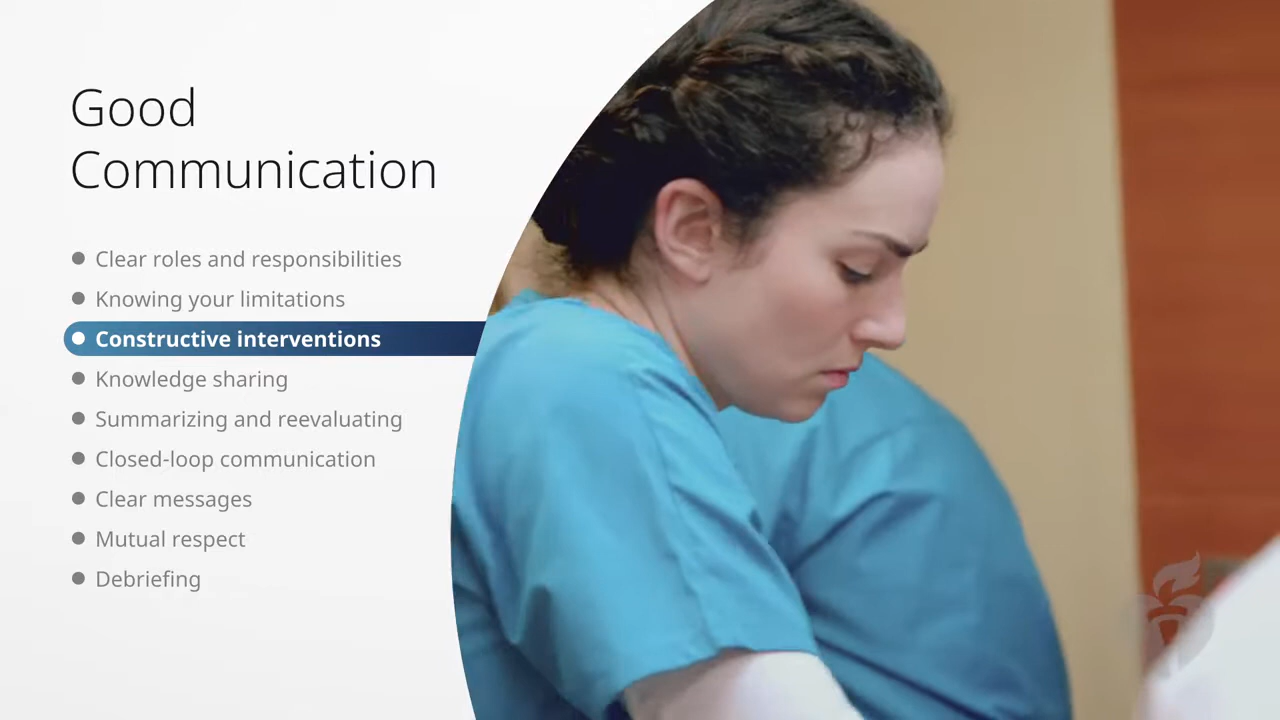 Good
Communication
Clear roles and responsibilities
Knowing your limitations
Constructive interventions
Knowledge sharing
Summarizing and reevaluating
Closed-loop communication
Clear messages
Mutual respect
Debriefing